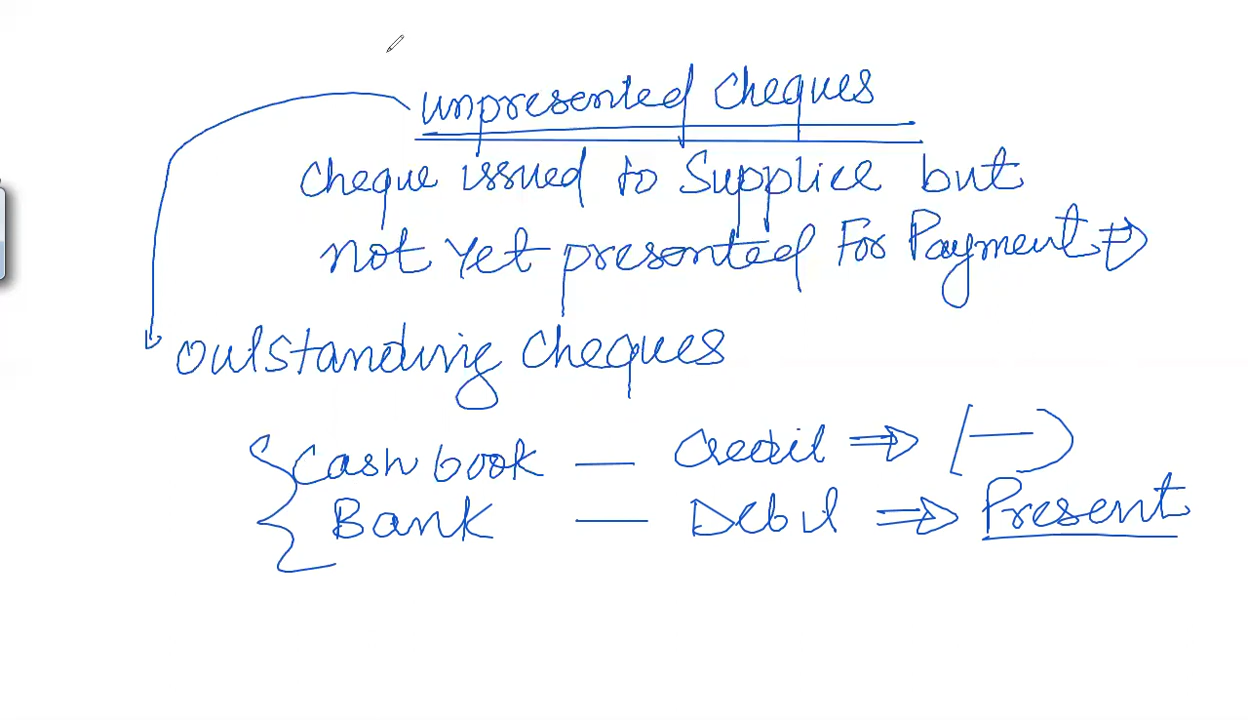 unpresented cheques
cheque issued to Supplice but
not Yet presented For Payment ⇒
outstanding cheques
Cash book — Credit ⇒ (—)
Bank — Debit ⇒ Present